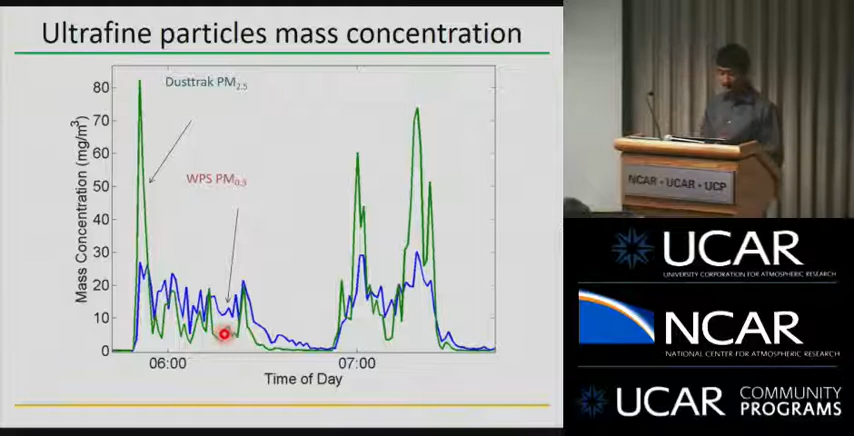 Ultrafine particles mass concentration
Dusttrak PM2.5
WPS PM0.5
Mass Concentration (mg/m3)
80
70
60
50
40
30
20
10
0
06:00
07:00
Time of Day
NCAR • UCAR • UCP
UCAR
UNIVERSITY CORPORATION FOR ATMOSPHERIC RESEARCH
NCAR
NATIONAL CENTER FOR ATMOSPHERIC RESEARCH
UCAR COMMUNITY PROGRAMS